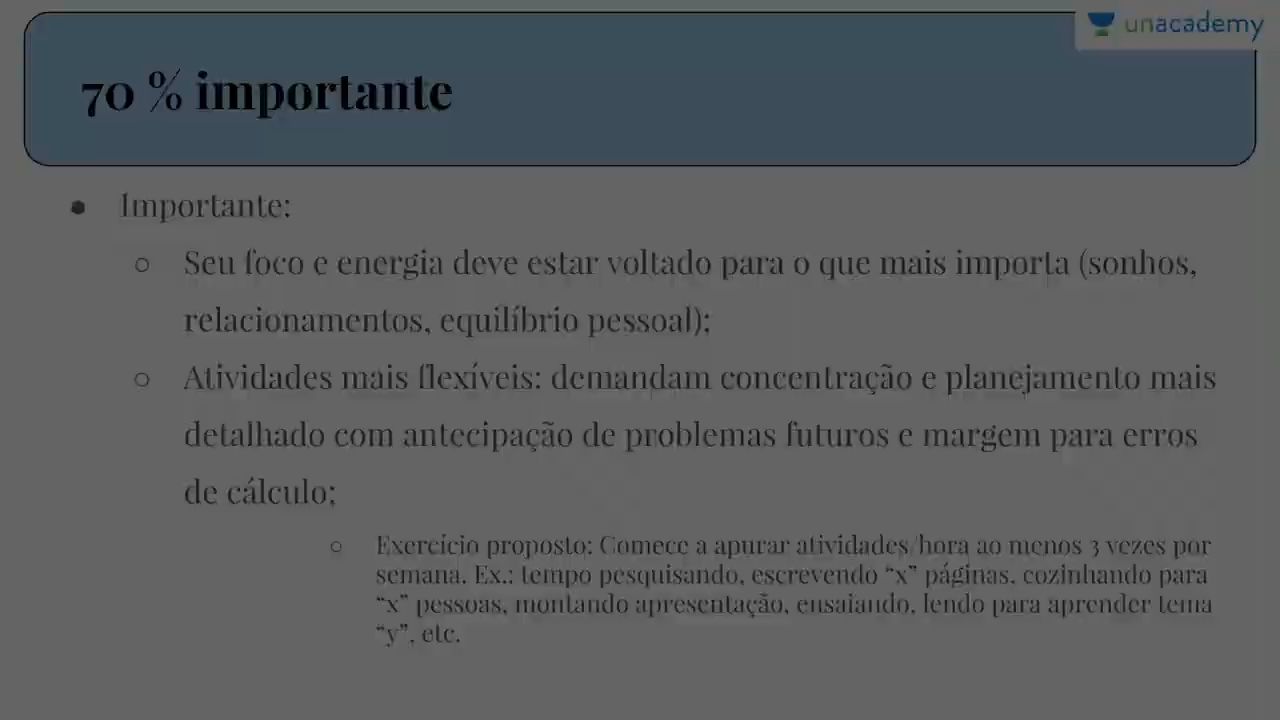 unacademy
70 % importante
Importante:
Seu foco e energia deve estar voltado para o que mais importa (sonhos,
relacionamentos, equilíbrio pessoal);
Atividades mais flexíveis: demandam concentração e planejamento mais
detalhado com antecipação de problemas futuros e margem para erros
de cálculo;
Exercício proposto: Comece a apurar atividades/hora ao menos 3 vezes por
semana. Ex.: tempo pesquisando, escrevendo “x” páginas, cozinhando para
“x” pessoas, montando apresentação, ensaiando, lendo para aprender tema
“y”, etc.